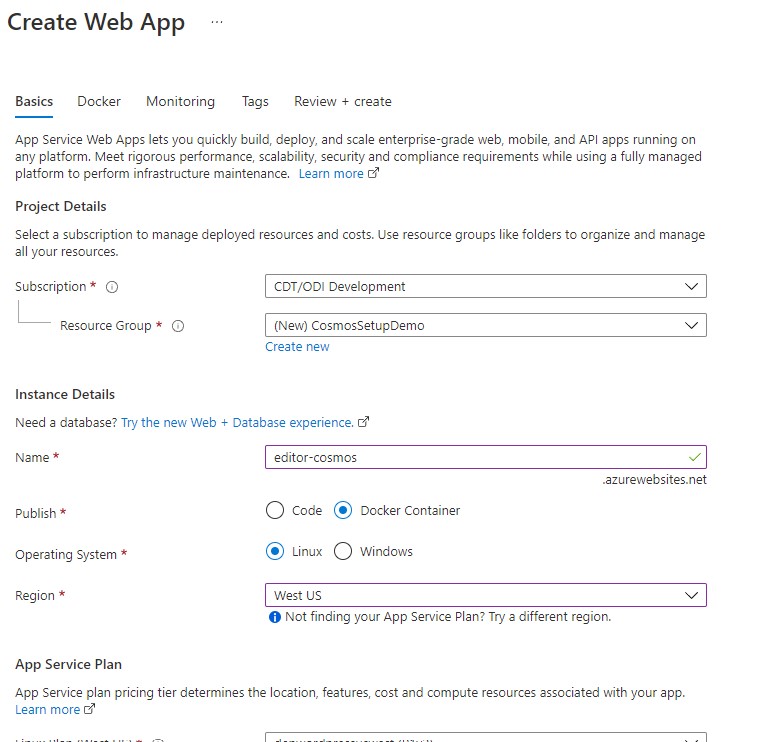 Create Web App ...
Basics Docker Monitoring Tags Review + create
App Service Web Apps lets you quickly build, deploy, and scale enterprise-grade web, mobile, and API apps running on
any platform. Meet rigorous performance, scalability, security and compliance requirements while using a fully managed
platform to perform infrastructure maintenance. Learn more
Project Details
Select a subscription to manage deployed resources and costs. Use resource groups like folders to organize and manage
all your resources.
Subscription * CDT/ODI Development
Resource Group * (New) CosmosSetupDemo
Create new
Instance Details
Need a database? Try the new Web + Database experience.
Name * editor-cosmos
.azurewebsites.net
Publish * Code Docker Container
Operating System * Linux Windows
Region * West US
Not finding your App Service Plan? Try a different region.
App Service Plan
App Service plan pricing tier determines the location, features, cost and compute resources associated with your app.
Learn more
Linux Plan (West US) *